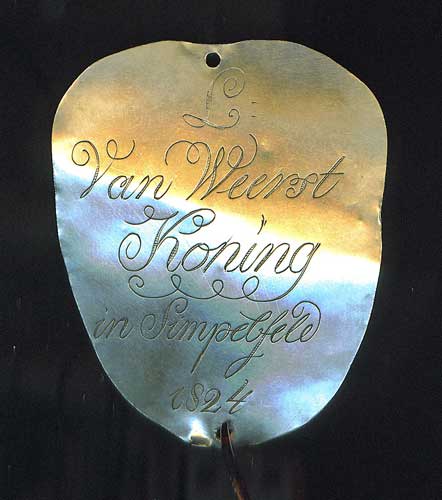 L:
Van Weerst
Koning
in Simpelfeld
1824